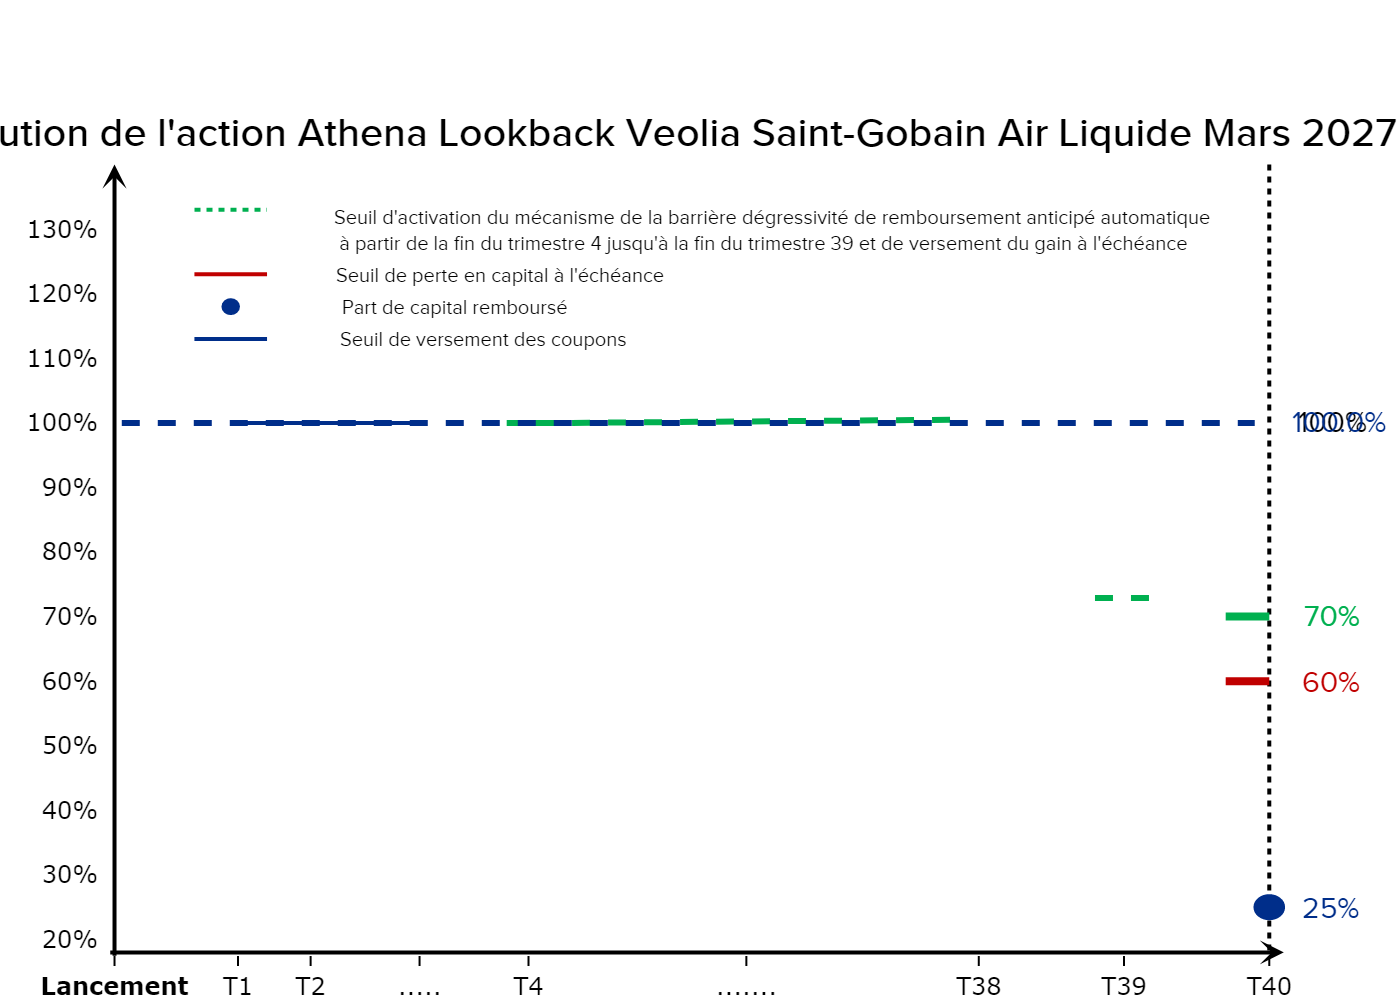 ution de l'action Athena Lookback Veolia Saint-Gobain Air Liquide Mars 2027
Seuil d'activation du mécanisme de la barrière dégressivité de remboursement anticipé automatique
à partir de la fin du trimestre 4 jusqu'à la fin du trimestre 39 et de versement du gain à l'échéance
Seuil de perte en capital à l'échéance
Part de capital remboursé
Seuil de versement des coupons
130%
120%
110%
100%
90%
80%
70%
60%
50%
40%
30%
20%
100%
70%
60%
25%
Lancement T1 T2 ..... T4 ....... T38 T39 T40